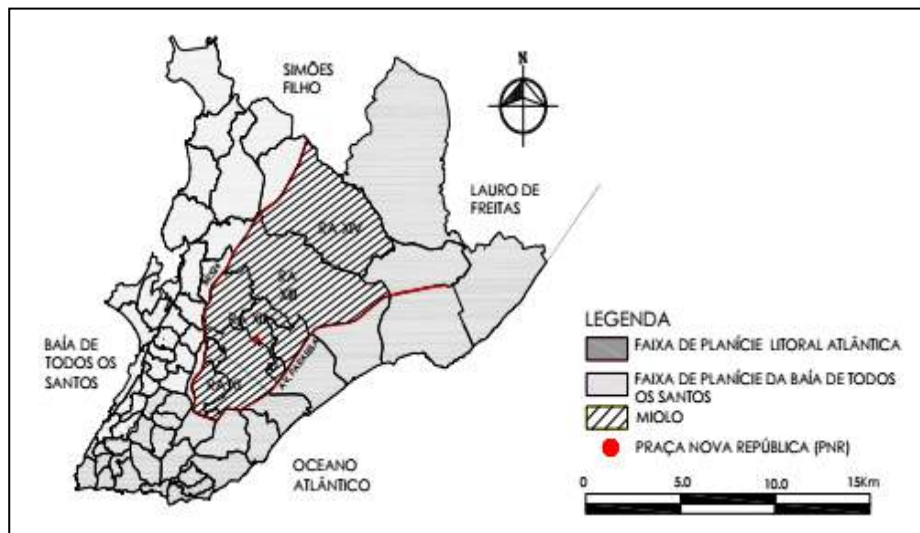 SIMÕES
FILHO
N
LAURO DE
FREITAS
RA XIV
RA
XIII
BAÍA DE
TODOS OS
SANTOS
AV. PARALELA
OCEANO
ATLÂNTICO
LEGENDA
FAIXA DE PLANÍCIE LITORAL ATLÂNTICA
FAIXA DE PLANÍCIE DA BAÍA DE TODOS
OS SANTOS
MIOLO
PRAÇA NOVA REPÚBLICA (PNR)
0 5.0 10.0 15Km